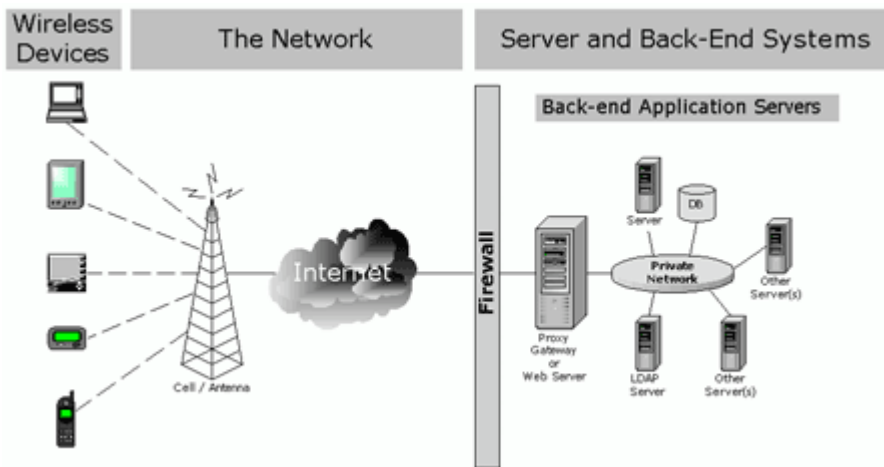 Wireless
Devices
The Network
Server and Back-End Systems
Back-end Application Servers
Server
DB
Internet
Firewall
Private
Network
Other
Server(s)
Proxy
Gateway
or
Web Server
LDAP
Server
Other
Server(s)
Cell / Antenna